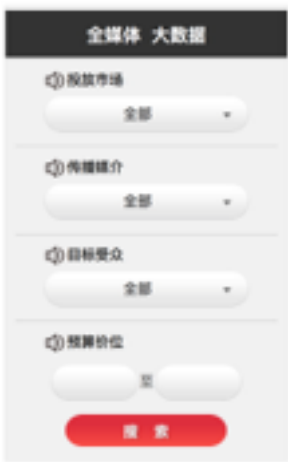 全媒体 大数据
投放市场
全部
传播媒介
全部
目标受众
全部
预算价位
至
搜 索